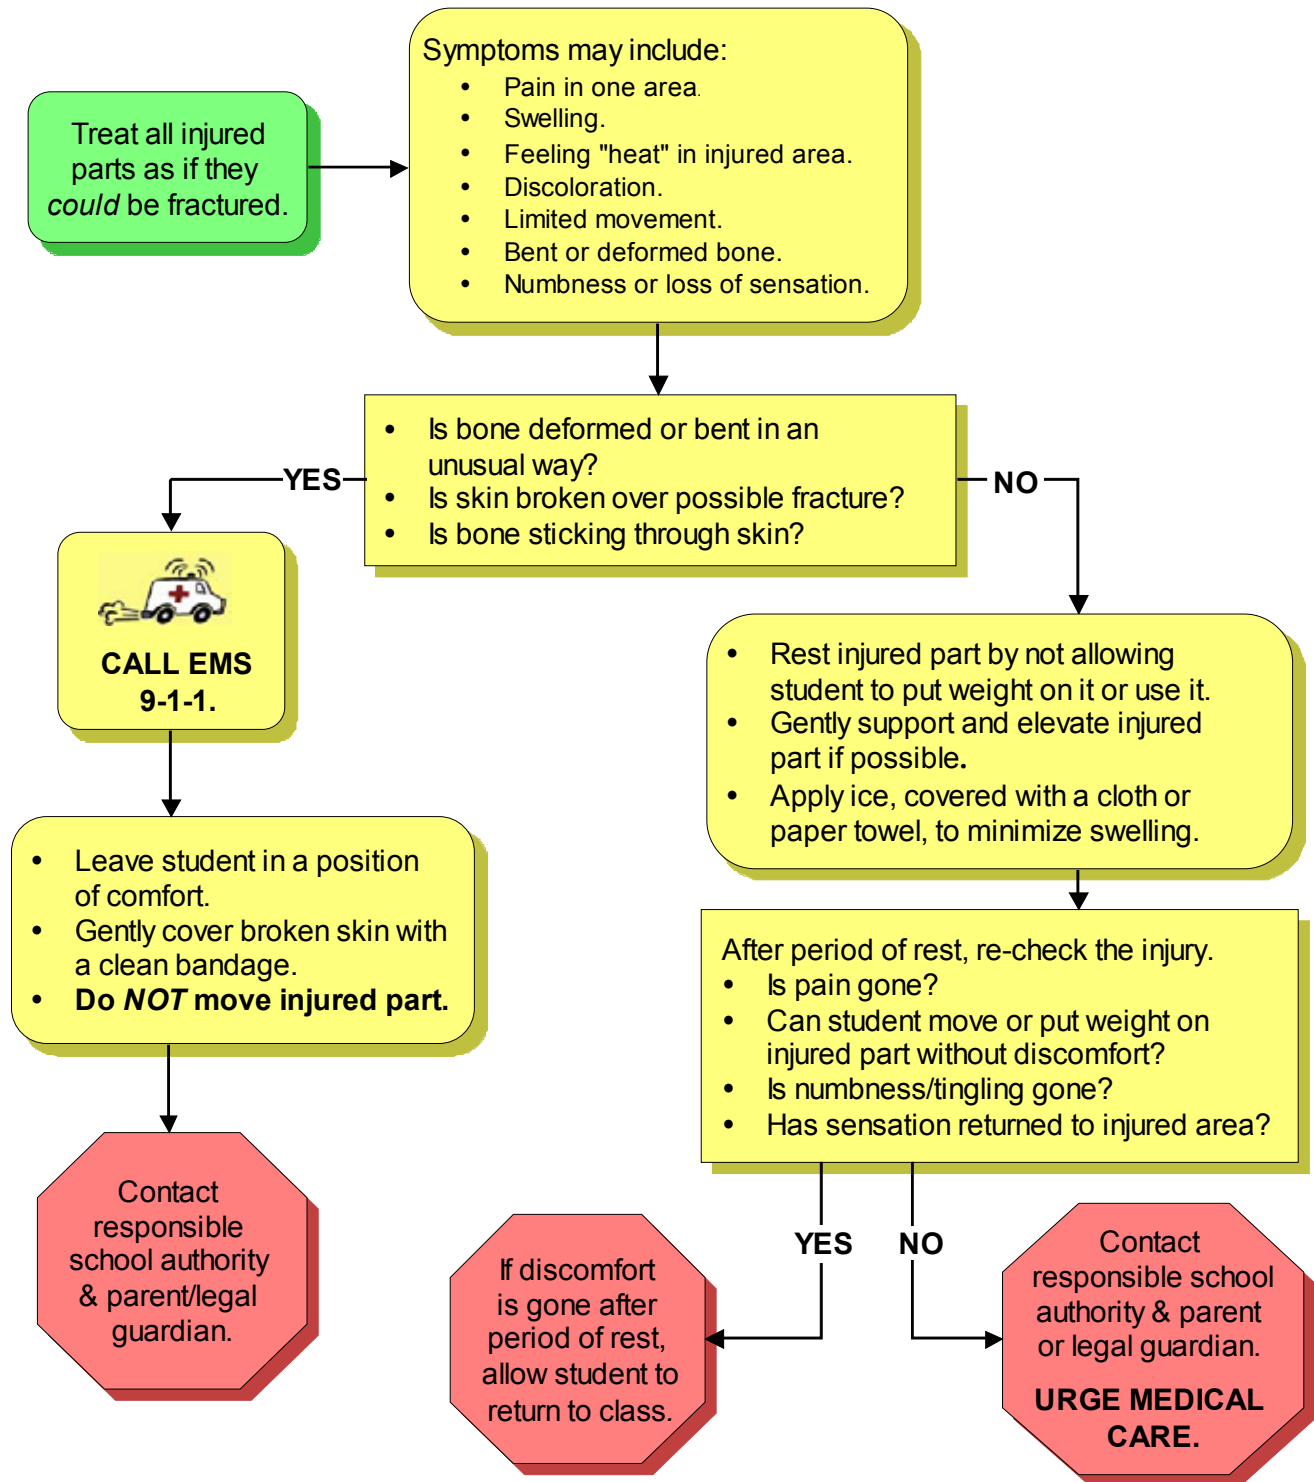 Treat all injured
parts as if they
could be fractured.
Symptoms may include:
• Pain in one area.
• Swelling.
• Feeling "heat" in injured area.
• Discoloration.
• Limited movement.
• Bent or deformed bone.
• Numbness or loss of sensation.
• Is bone deformed or bent in an
unusual way?
• Is skin broken over possible fracture?
• Is bone sticking through skin?
YES
NO
CALL EMS
9-1-1.
• Leave student in a position
of comfort.
• Gently cover broken skin with
a clean bandage.
• Do NOT move injured part.
Contact
responsible
school authority
& parent/legal
guardian.
• Rest injured part by not allowing
student to put weight on it or use it.
• Gently support and elevate injured
part if possible.
• Apply ice, covered with a cloth or
paper towel, to minimize swelling.
After period of rest, re-check the injury.
• Is pain gone?
• Can student move or put weight on
injured part without discomfort?
• Is numbness/tingling gone?
• Has sensation returned to injured area?
YES
NO
If discomfort
is gone after
period of rest,
allow student to
return to class.
Contact
responsible school
authority & parent
or legal guardian.
URGE MEDICAL
CARE.